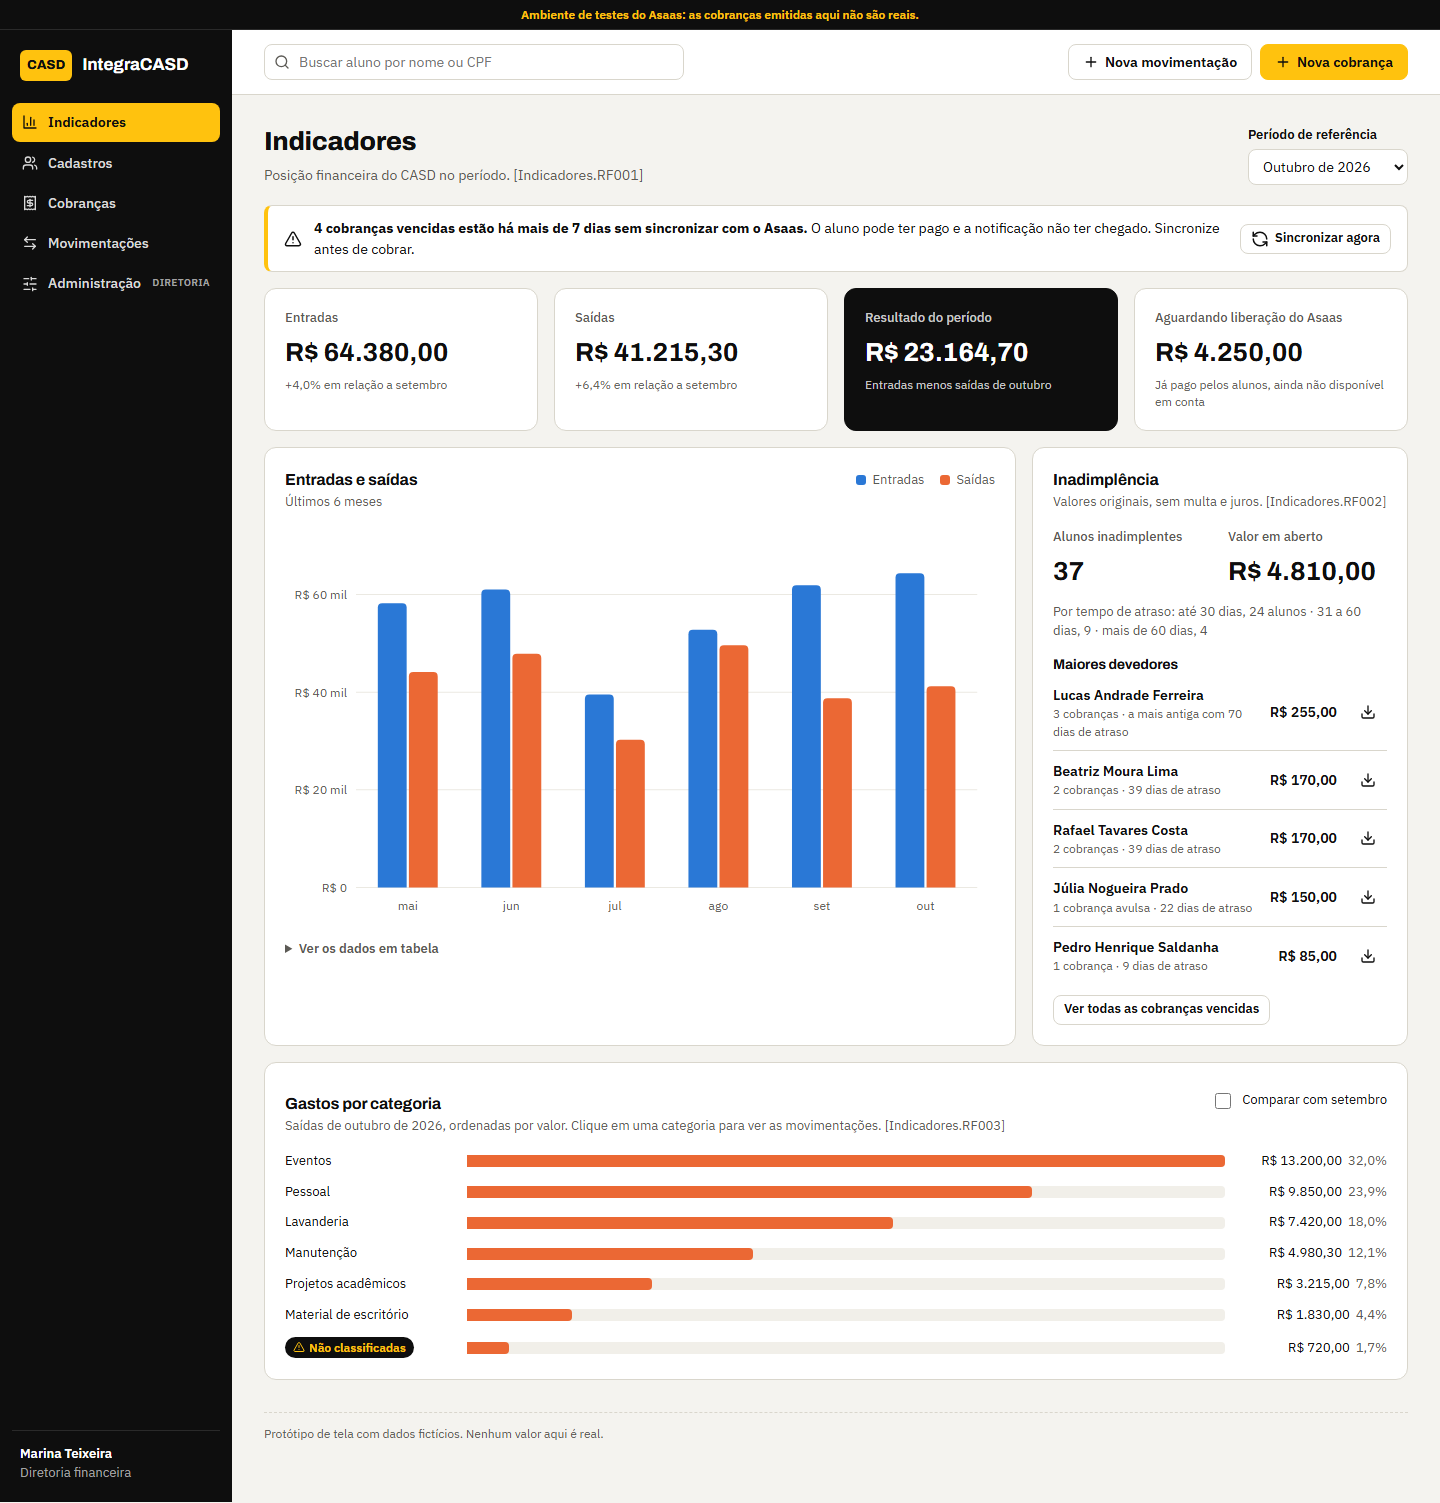 Ambiente de testes do Asaas: as cobranças emitidas aqui não são reais.
CASD IntegraCASD
Indicadores
Cadastros
Cobranças
Movimentações
Administração DIRETORIA
Marina Teixeira
Diretoria financeira
Buscar aluno por nome ou CPF
Nova movimentação
Nova cobrança
Indicadores
Posição financeira do CASD no período. [Indicadores.RF001]
Período de referência
Outubro de 2026
4 cobranças vencidas estão há mais de 7 dias sem sincronizar com o Asaas. O aluno pode ter pago e a notificação não ter chegado. Sincronize
antes de cobrar.
Sincronizar agora
Entradas
R$ 64.380,00
+4,0% em relação a setembro
Saídas
R$ 41.215,30
+6,4% em relação a setembro
Resultado do período
R$ 23.164,70
Entradas menos saídas de outubro
Aguardando liberação do Asaas
R$ 4.250,00
Já pago pelos alunos, ainda não disponível
em conta
Entradas e saídas
Últimos 6 meses
Entradas
Saídas
R$ 60 mil
R$ 40 mil
R$ 20 mil
R$ 0
mai jun jul ago set out
Ver os dados em tabela
Inadimplência
Valores originais, sem multa e juros. [Indicadores.RF002]
Alunos inadimplentes
37
Valor em aberto
R$ 4.810,00
Por tempo de atraso: até 30 dias, 24 alunos · 31 a 60
dias, 9 · mais de 60 dias, 4
Maiores devedores
Lucas Andrade Ferreira
3 cobranças · a mais antiga com 70
dias de atraso
R$ 255,00
Beatriz Moura Lima
2 cobranças · 39 dias de atraso
R$ 170,00
Rafael Tavares Costa
2 cobranças · 39 dias de atraso
R$ 170,00
Júlia Nogueira Prado
1 cobrança avulsa · 22 dias de atraso
R$ 150,00
Pedro Henrique Saldanha
1 cobrança · 9 dias de atraso
R$ 85,00
Ver todas as cobranças vencidas
Gastos por categoria
Saídas de outubro de 2026, ordenadas por valor. Clique em uma categoria para ver as movimentações. [Indicadores.RF003]
Comparar com setembro
Eventos R$ 13.200,00 32,0%
Pessoal R$ 9.850,00 23,9%
Lavanderia R$ 7.420,00 18,0%
Manutenção R$ 4.980,30 12,1%
Projetos acadêmicos R$ 3.215,00 7,8%
Material de escritório R$ 1.830,00 4,4%
Não classificadas R$ 720,00 1,7%
Protótipo de tela com dados fictícios. Nenhum valor aqui é real.